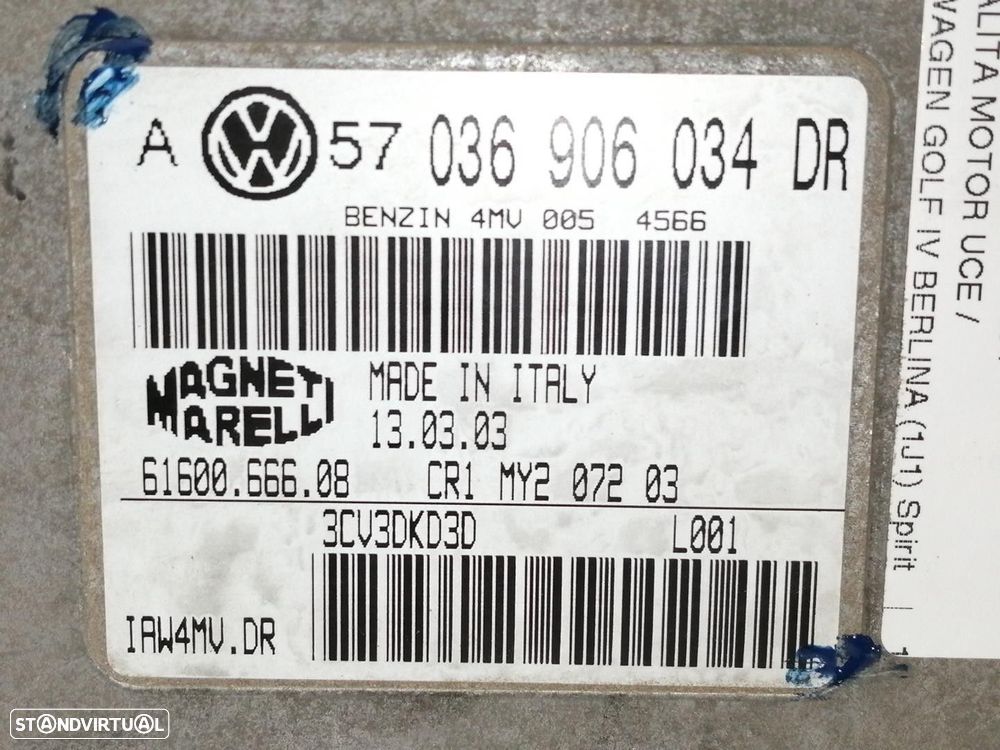 A VW 57 036 906 034 DR
BENZIN 4MV 005 4566
MAGNETI
MARELLI
MADE IN ITALY
13.03.03
61600.666.08 CR1 MY2 072 03
3CV3DKD3D L001
IAW4MV.DR
ALITA MOTOR UCE /
WAGEN GOLF IV BERLINA (1J1) Spirit
STANDVIRTUAL